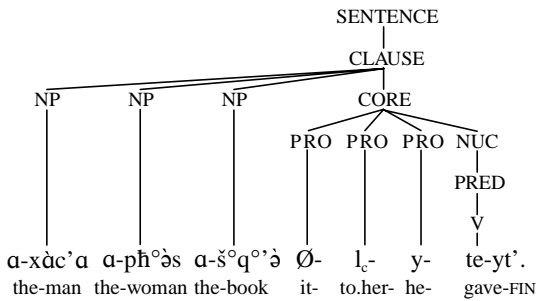 SENTENCE
CLAUSE
NP NP NP CORE
PRO PRO PRO NUC
PRED
V
ɑ-xàc’ɑ ɑ-pħ°ə̀s ɑ-š°q°’ə̀ Ø- l꜀- y- te-yt’.
the-man the-woman the-book it- to.her- he- gave-FIN